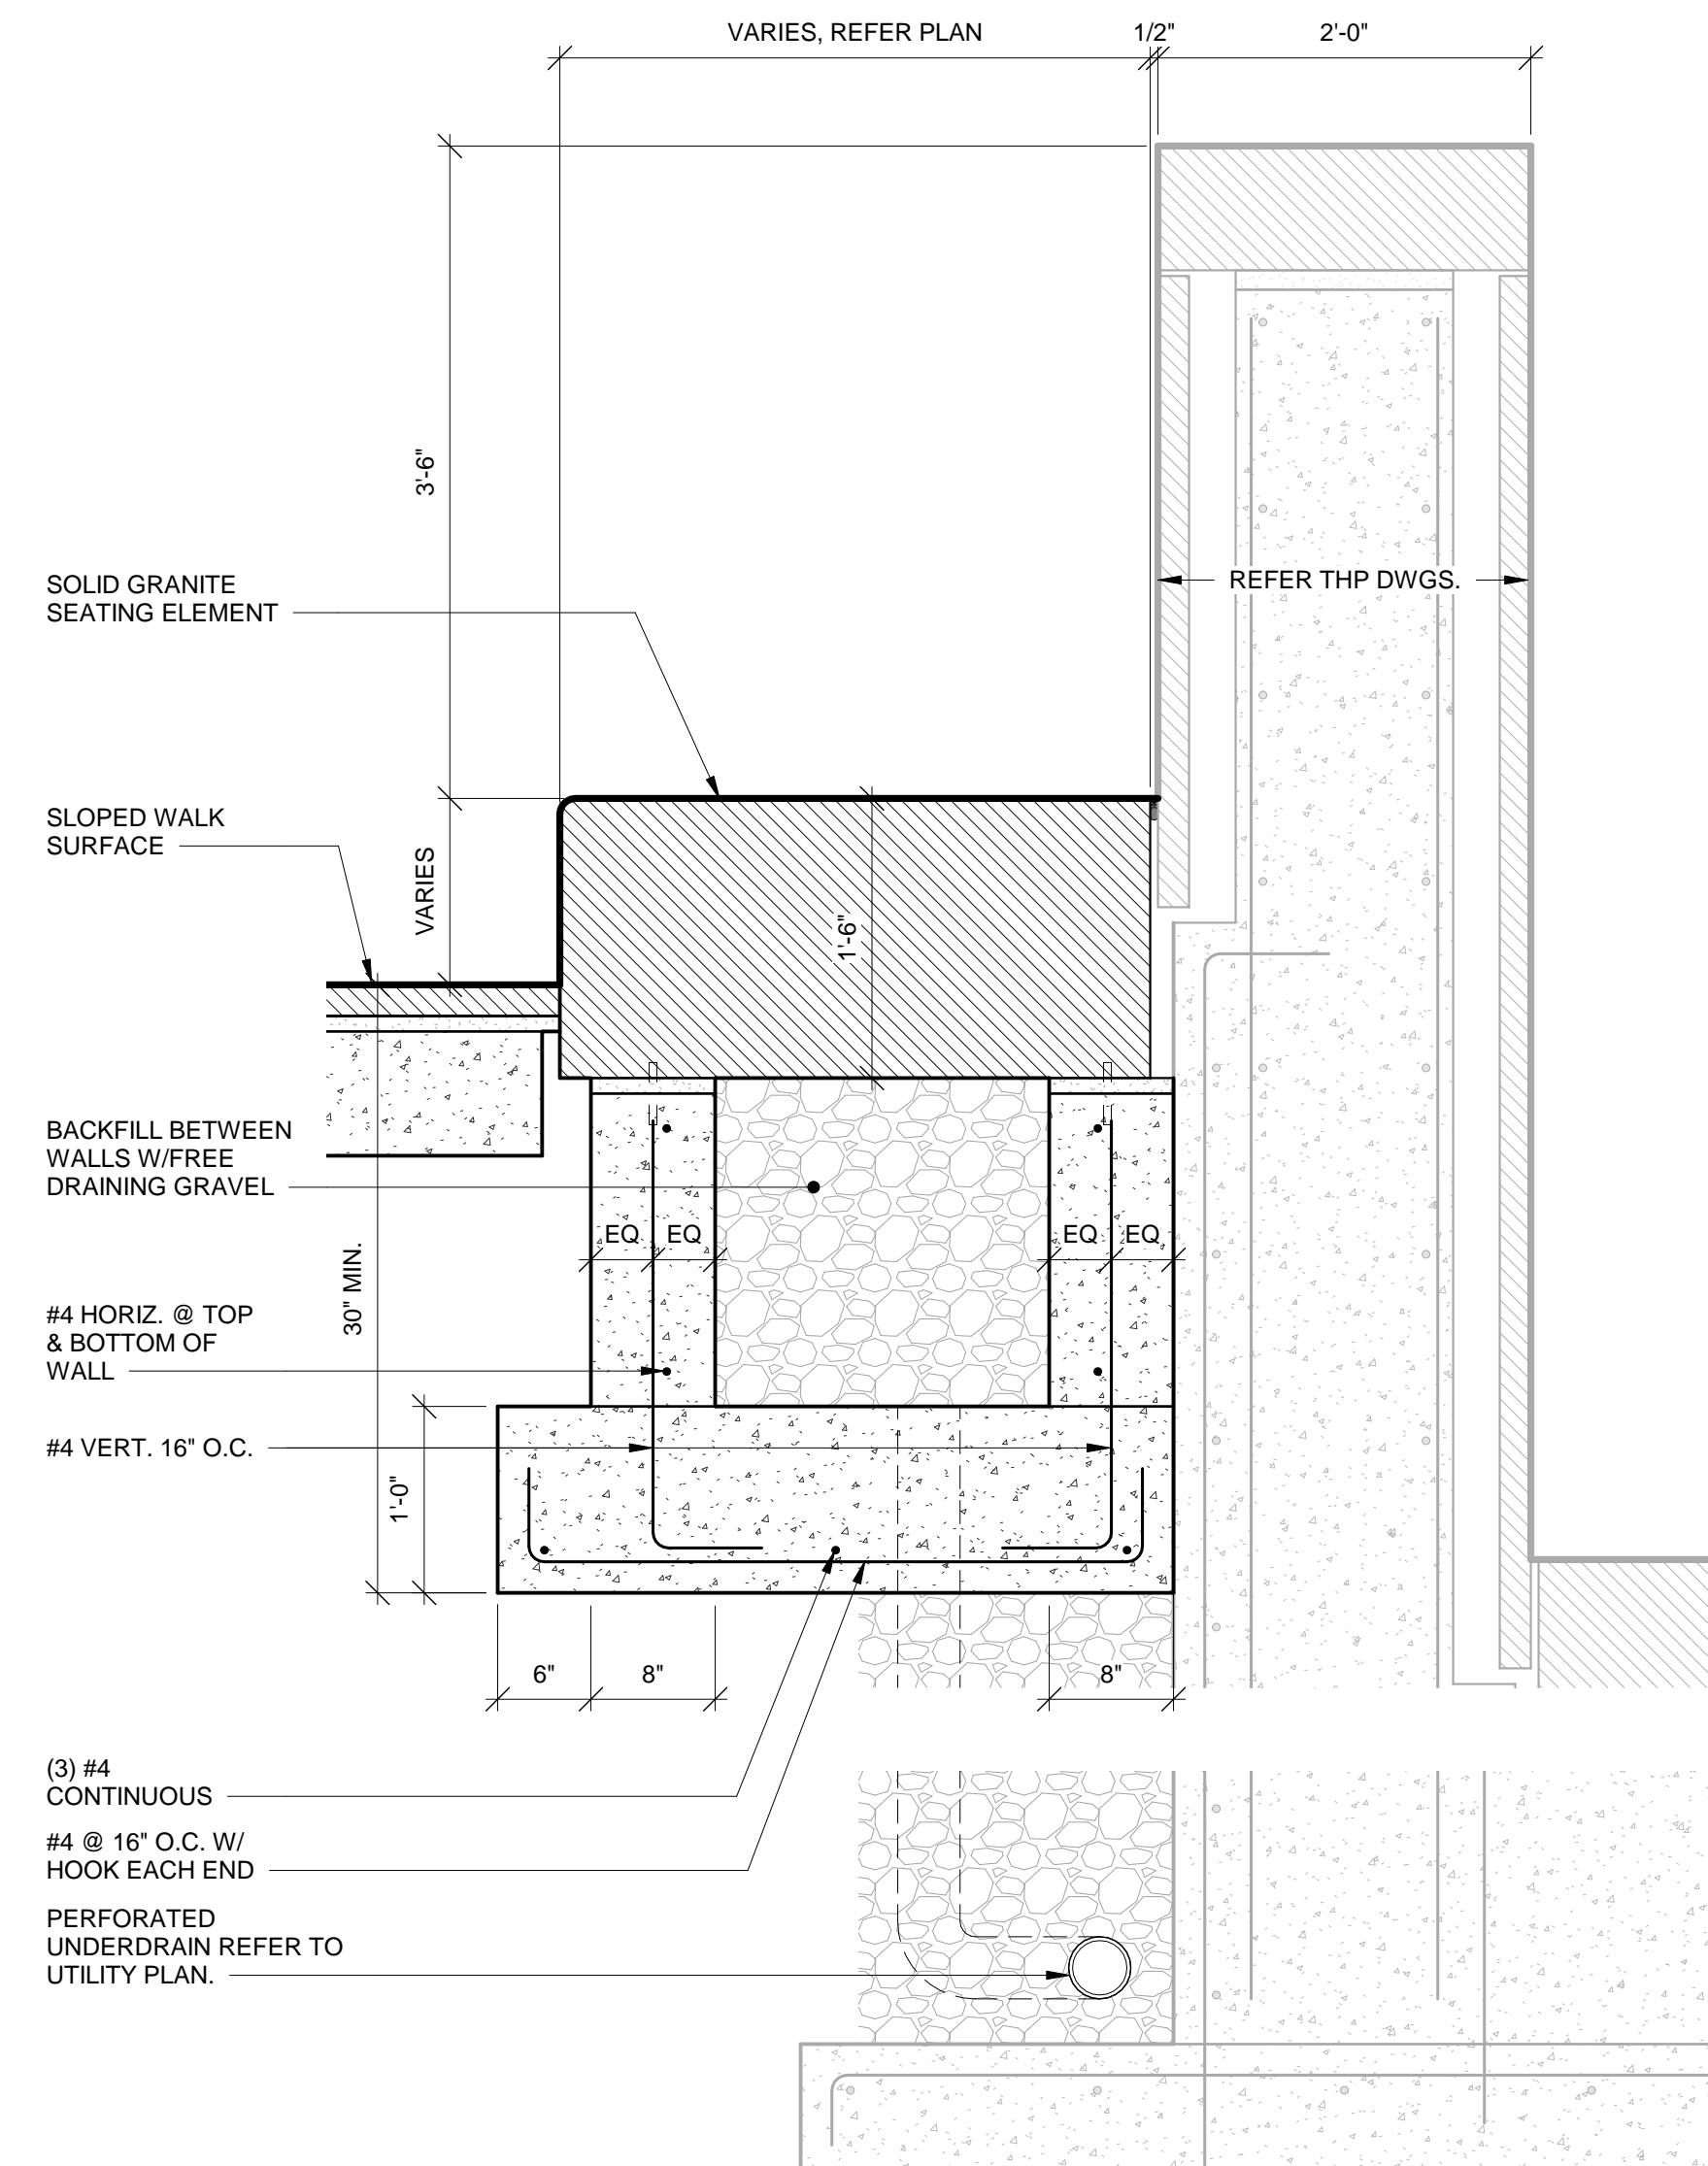 VARIES, REFER PLAN
1/2"
2'-0"
3'-6"
REFER THP DWGS.
SOLID GRANITE
SEATING ELEMENT
SLOPED WALK
SURFACE
VARIES
1'-6"
BACKFILL BETWEEN
WALLS W/FREE
DRAINING GRAVEL
EQ
EQ
EQ
EQ
30" MIN.
#4 HORIZ. @ TOP
& BOTTOM OF
WALL
#4 VERT. 16" O.C.
1'-0"
6"
8"
8"
(3) #4
CONTINUOUS
#4 @ 16" O.C. W/
HOOK EACH END
PERFORATED
UNDERDRAIN REFER TO
UTILITY PLAN.